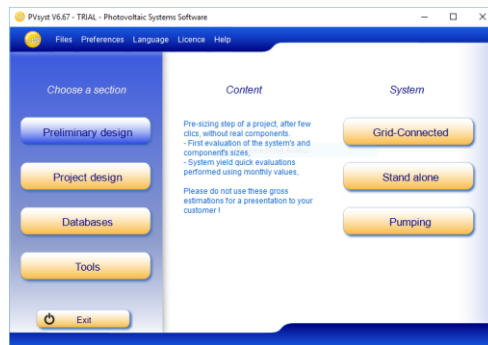 PVsyst V6.67 - TRIAL - Photovoltaic Systems Software
Files Preferences Language Licence Help
Choose a section
Content
System
Preliminary design
Project design
Databases
Tools
Exit
Pre-sizing step of a project, after few
clics, without real components.
- First evaluation of the system's and
component's sizes,
- System yield quick evaluations
performed using monthly values,
Please do not use these gross
estimations for a presentation to your
customer !
Grid-Connected
Stand alone
Pumping